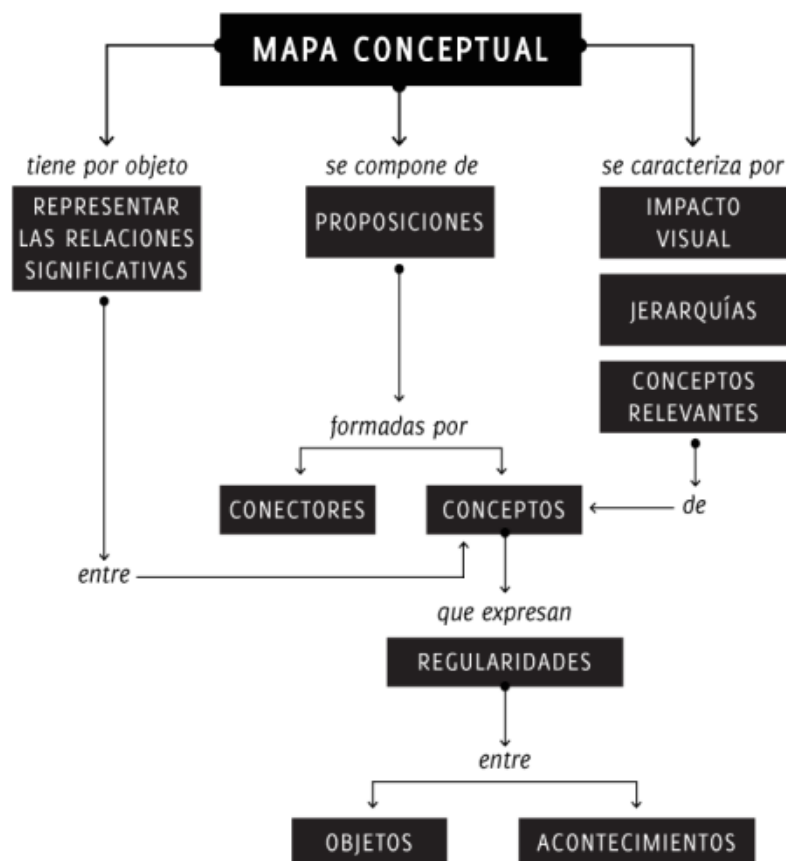 MAPA CONCEPTUAL
tiene por objeto
REPRESENTAR
LAS RELACIONES
SIGNIFICATIVAS
se compone de
PROPOSICIONES
se caracteriza por
IMPACTO
VISUAL
JERARQUÍAS
CONCEPTOS
RELEVANTES
formadas por
CONECTORES
CONCEPTOS
de
entre
que expresan
REGULARIDADES
entre
OBJETOS
ACONTECIMIENTOS